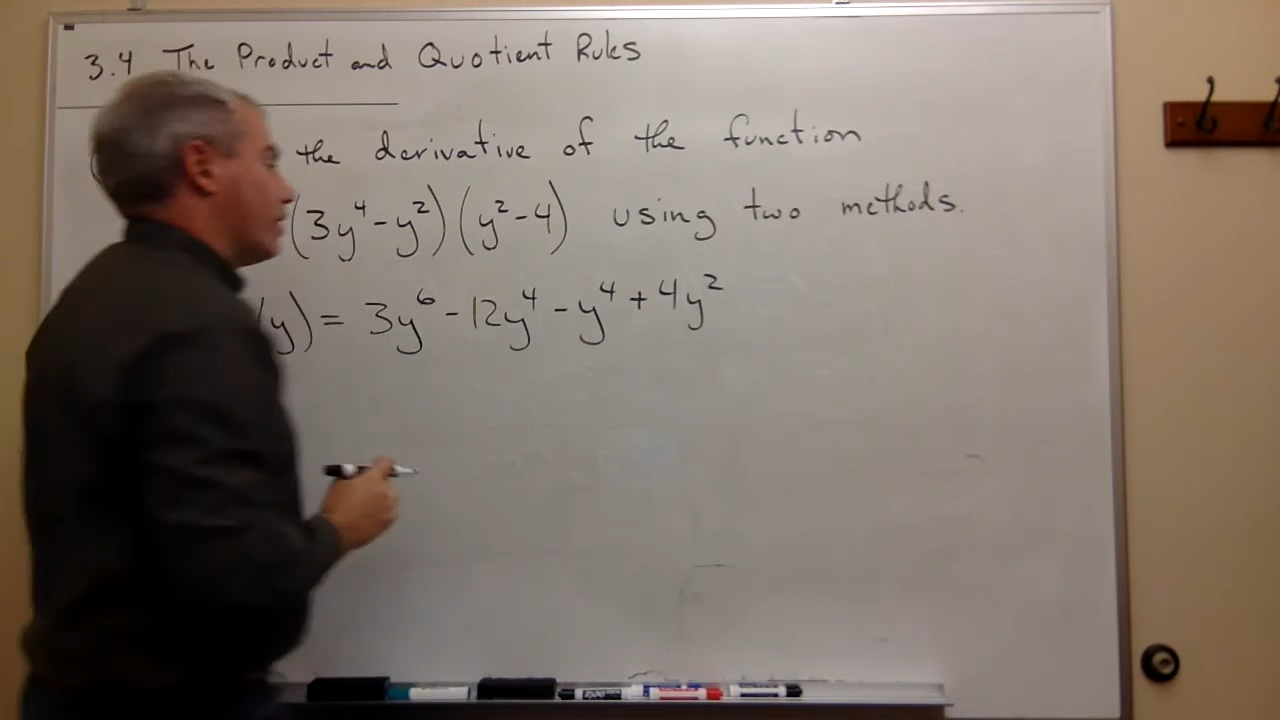 3.4 The Product and Quotient Rules
the derivative of the function
(3y⁴-y²)(y²-4) using two methods.
(y) = 3y⁶-12y⁴-y⁴+4y²